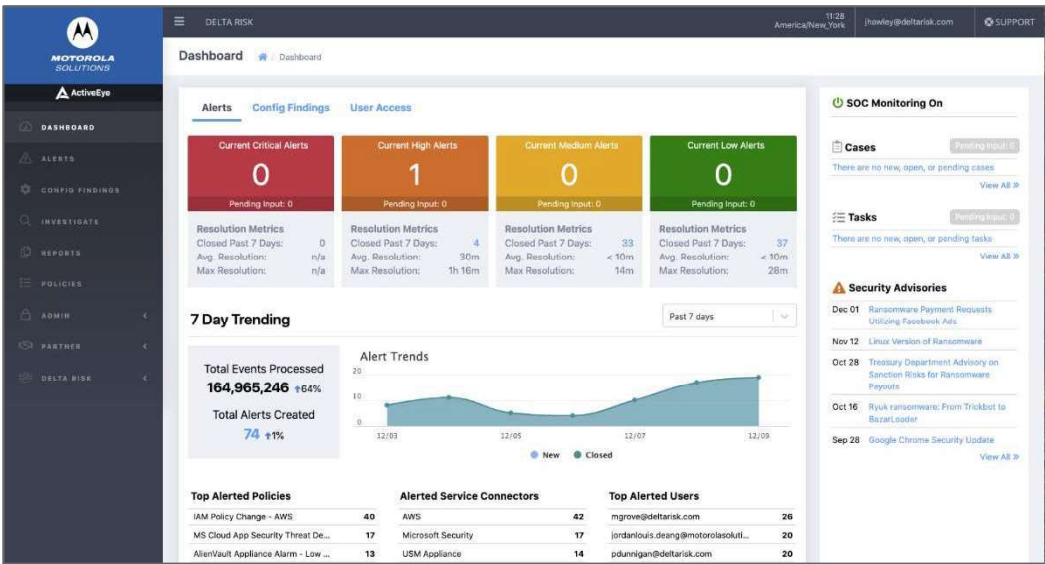 MOTOROLA
SOLUTIONS
ActiveEye
DASHBOARD
ALERTS
CONFIG FINDINGS
INVESTIGATE
REPORTS
POLICIES
ADMIN
PARTNER
DELTA RISK
DELTA RISK
11:28
America/New_York
jhawley@deltarisk.com
SUPPORT
Dashboard / Dashboard
Alerts Config Findings User Access
Current Critical Alerts
0
Pending Input: 0
Resolution Metrics
Closed Past 7 Days: 0
Avg. Resolution: n/a
Max Resolution: n/a
Current High Alerts
1
Pending Input: 0
Resolution Metrics
Closed Past 7 Days: 4
Avg. Resolution: 30m
Max Resolution: 1h 16m
Current Medium Alerts
0
Pending Input: 0
Resolution Metrics
Closed Past 7 Days: 33
Avg. Resolution: < 10m
Max Resolution: 14m
Current Low Alerts
0
Pending Input: 0
Resolution Metrics
Closed Past 7 Days: 37
Avg. Resolution: < 10m
Max Resolution: 28m
7 Day Trending
Past 7 days
Total Events Processed
164,965,246 ↑64%
Total Alerts Created
74 ↑1%
Alert Trends
20
10
0
12/03 12/05 12/07 12/09
New Closed
Top Alerted Policies
IAM Policy Change - AWS 40
MS Cloud App Security Threat De... 17
AlienVault Appliance Alarm - Low ... 13
Alerted Service Connectors
AWS 42
Microsoft Security 17
USM Appliance 14
Top Alerted Users
mgrove@deltarisk.com 26
jordanlouis.deang@motorolasoluti... 20
pdunnigan@deltarisk.com 20
SOC Monitoring On
Cases Pending Input: 0
There are no new, open, or pending cases
View All »
Tasks Pending Input: 0
There are no new, open, or pending tasks
View All »
Security Advisories
Dec 01 Ransomware Payment Requests
Utilizing Facebook Ads
Nov 12 Linux Version of Ransomware
Oct 28 Treasury Department Advisory on
Sanction Risks for Ransomware
Payouts
Oct 16 Ryuk ransomware: From Trickbot to
BazarLoader
Sep 28 Google Chrome Security Update
View All »